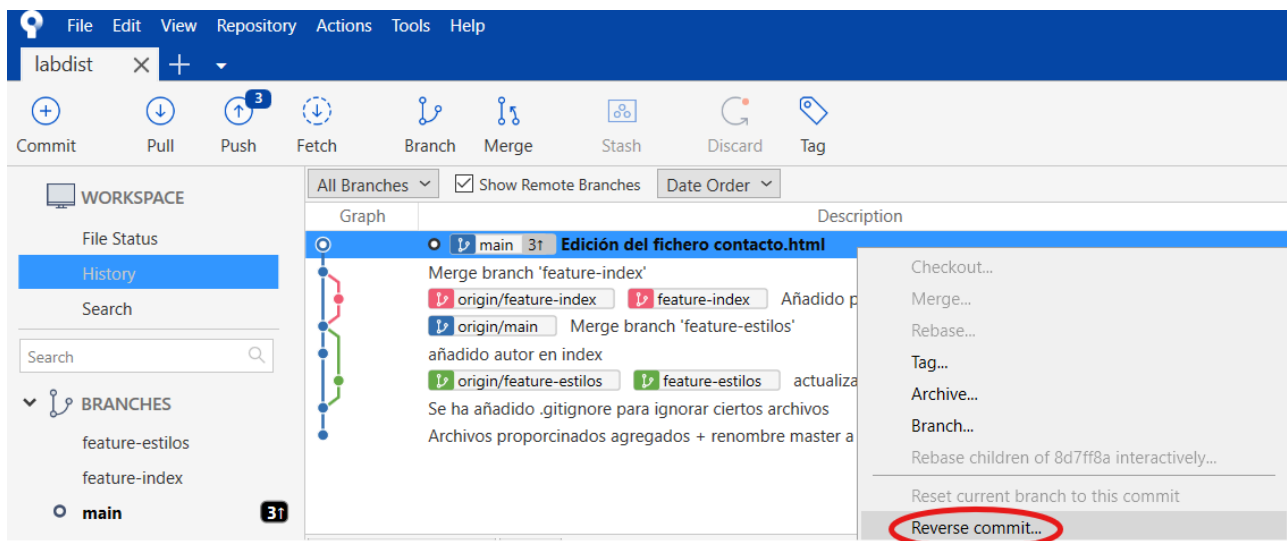 File Edit View Repository Actions Tools Help
labdist
3
Commit Pull Push Fetch Branch Merge Stash Discard Tag
WORKSPACE
File Status
History
Search
Search
BRANCHES
feature-estilos
feature-index
main 3↑
All Branches Show Remote Branches Date Order
Graph Description
main 3↑ Edición del fichero contacto.html
Merge branch 'feature-index'
origin/feature-index feature-index Añadido p
origin/main Merge branch 'feature-estilos'
añadido autor en index
origin/feature-estilos feature-estilos actualiza
Se ha añadido .gitignore para ignorar ciertos archivos
Archivos proporcinados agregados + renombre master a
Checkout...
Merge...
Rebase...
Tag...
Archive...
Branch...
Rebase children of 8d7ff8a interactively...
Reset current branch to this commit
Reverse commit...